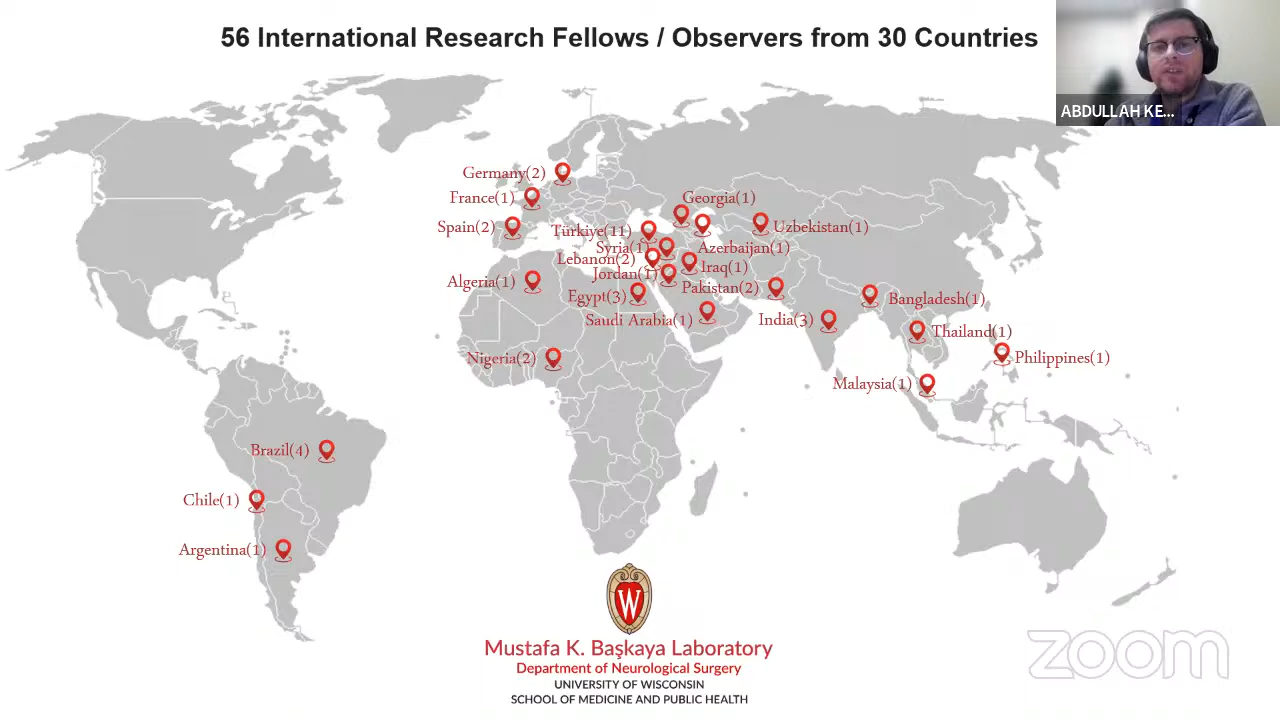 56 International Research Fellows / Observers from 30 Countries
ABDULLAH KE...
Germany(2)
France(1)
Georgia(1)
Spain(2)
Türkiye(11)
Uzbekistan(1)
Syria(1)
Azerbaijan(1)
Lebanon(2)
Iraq(1)
Jordan(1)
Algeria(1)
Pakistan(2)
Egypt(3)
Bangladesh(1)
Saudi Arabia(1)
India(3)
Thailand(1)
Nigeria(2)
Philippines(1)
Malaysia(1)
Brazil(4)
Chile(1)
Argentina(1)
W
Mustafa K. Başkaya Laboratory
Department of Neurological Surgery
UNIVERSITY OF WISCONSIN
SCHOOL OF MEDICINE AND PUBLIC HEALTH
zoom